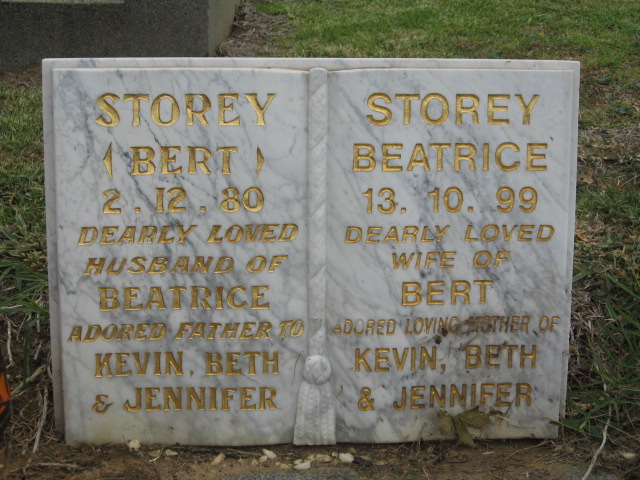 STOREY
(BERT)
2.12.80
DEARLY LOVED
HUSBAND OF
BEATRICE
ADORED FATHER TO
KEVIN, BETH
& JENNIFER
STOREY
BEATRICE
13.10.99
DEARLY LOVED
WIFE OF
BERT
ADORED LOVING MOTHER OF
KEVIN, BETH
& JENNIFER